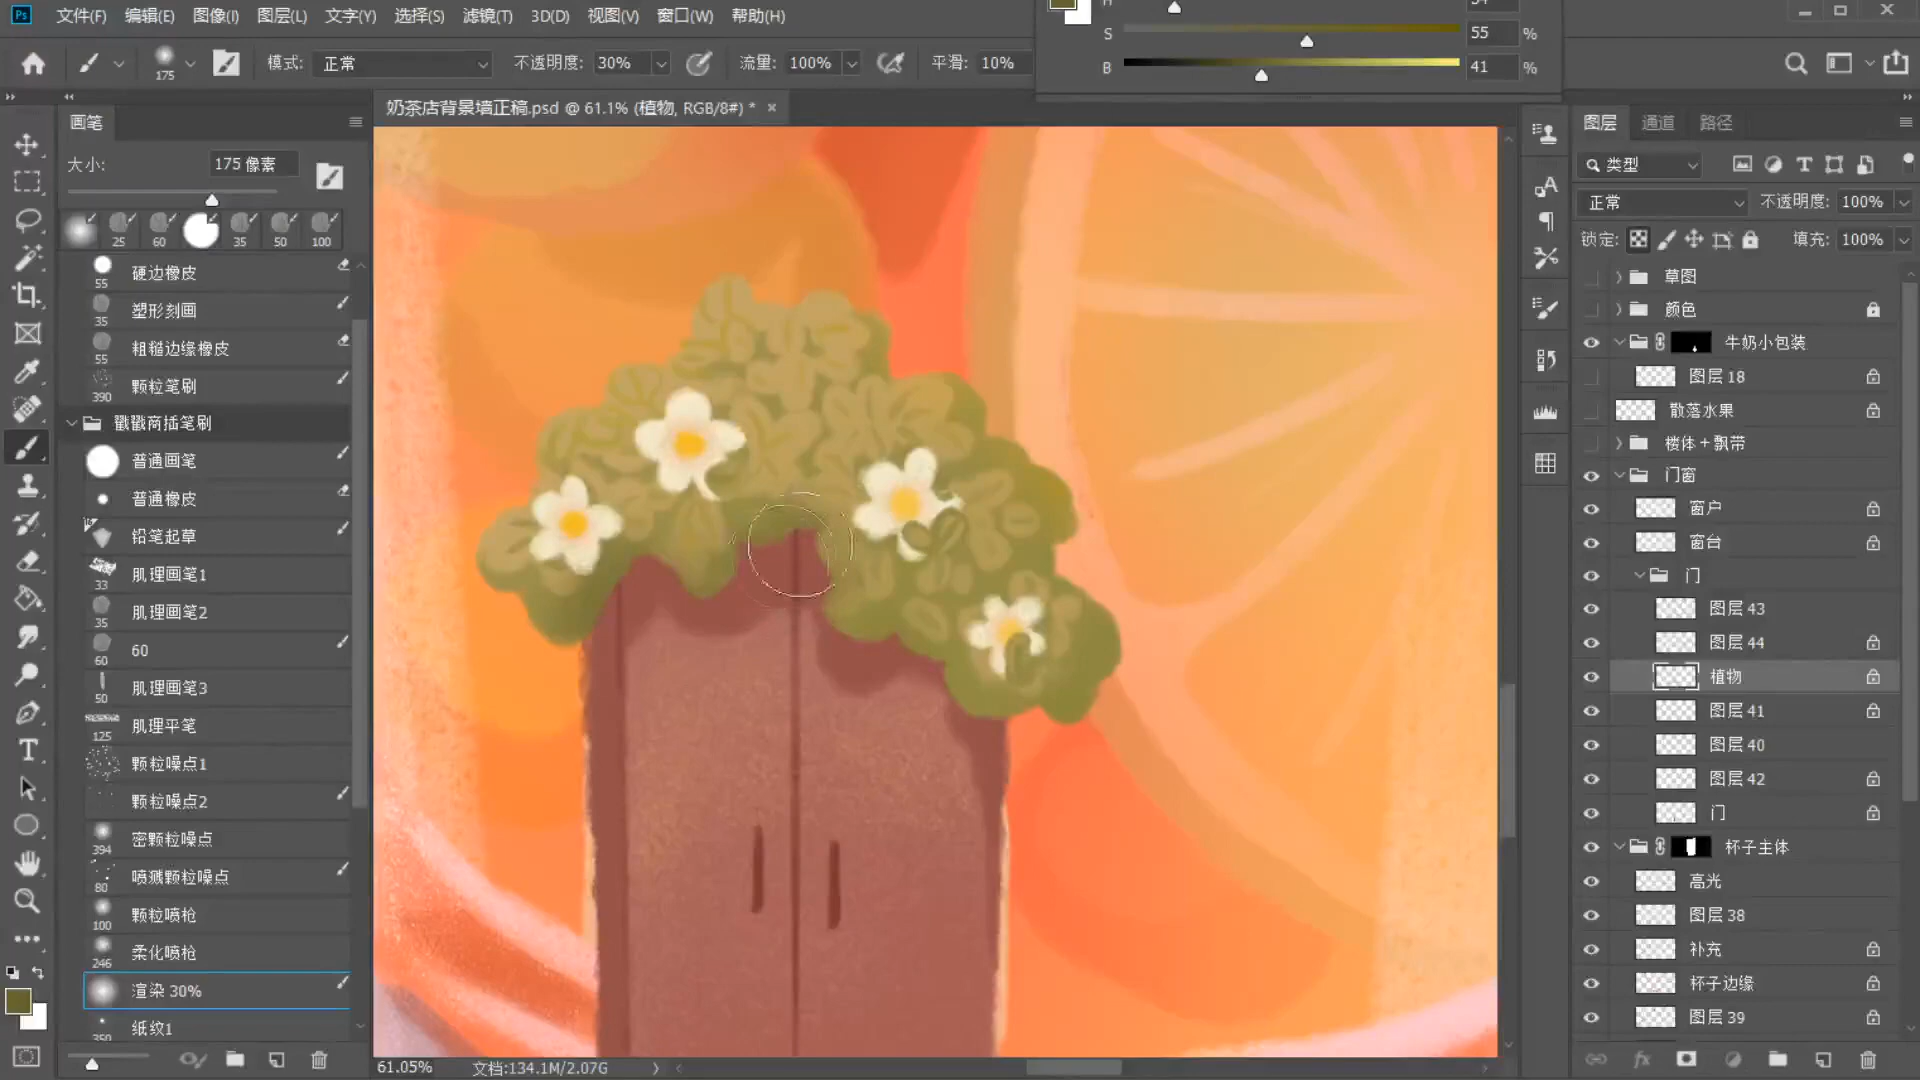 Ps 文件(F) 编辑(E) 图像(I) 图层(L) 文字(Y) 选择(S) 滤镜(T) 3D(D) 视图(V) 窗口(W) 帮助(H)
175 模式: 正常 不透明度: 30% 流量: 100% 平滑: 10%
S 55 %
B 41 %
画笔
大小: 175 像素
25 60 35 50 100
55 硬边橡皮
35 塑形刻画
55 粗糙边缘橡皮
390 颗粒笔刷
戳戳商插笔刷
普通画笔
普通橡皮
铅笔起草
33 肌理画笔1
35 肌理画笔2
60 60
50 肌理画笔3
125 肌理平笔
颗粒噪点1
颗粒噪点2
394 密颗粒噪点
80 喷溅颗粒噪点
100 颗粒喷枪
246 柔化喷枪
渲染 30%
350 纸纹1
奶茶店背景墙正稿.psd @ 61.1% (植物, RGB/8#) *
61.05% 文档:134.1M/2.07G
图层 通道 路径
类型
正常 不透明度: 100%
锁定: 填充: 100%
草图
颜色
牛奶小包装
图层 18
散落水果
楼体＋飘带
门窗
窗户
窗台
门
图层 43
图层 44
植物
图层 41
图层 40
图层 42
门
杯子主体
高光
图层 38
补充
杯子边缘
图层 39